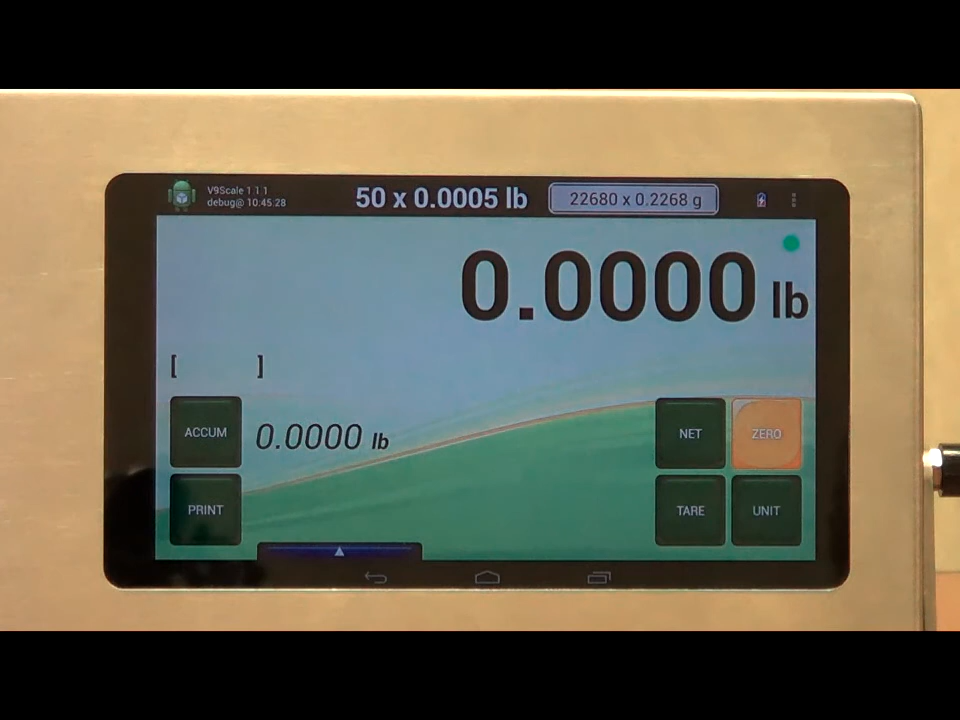 V9Scale 1.1.1
debug@ 10:45:28
50 x 0.0005 lb
22680 x 0.2268 g
0.0000 lb
[ ]
ACCUM
0.0000 lb
NET
ZERO
PRINT
TARE
UNIT